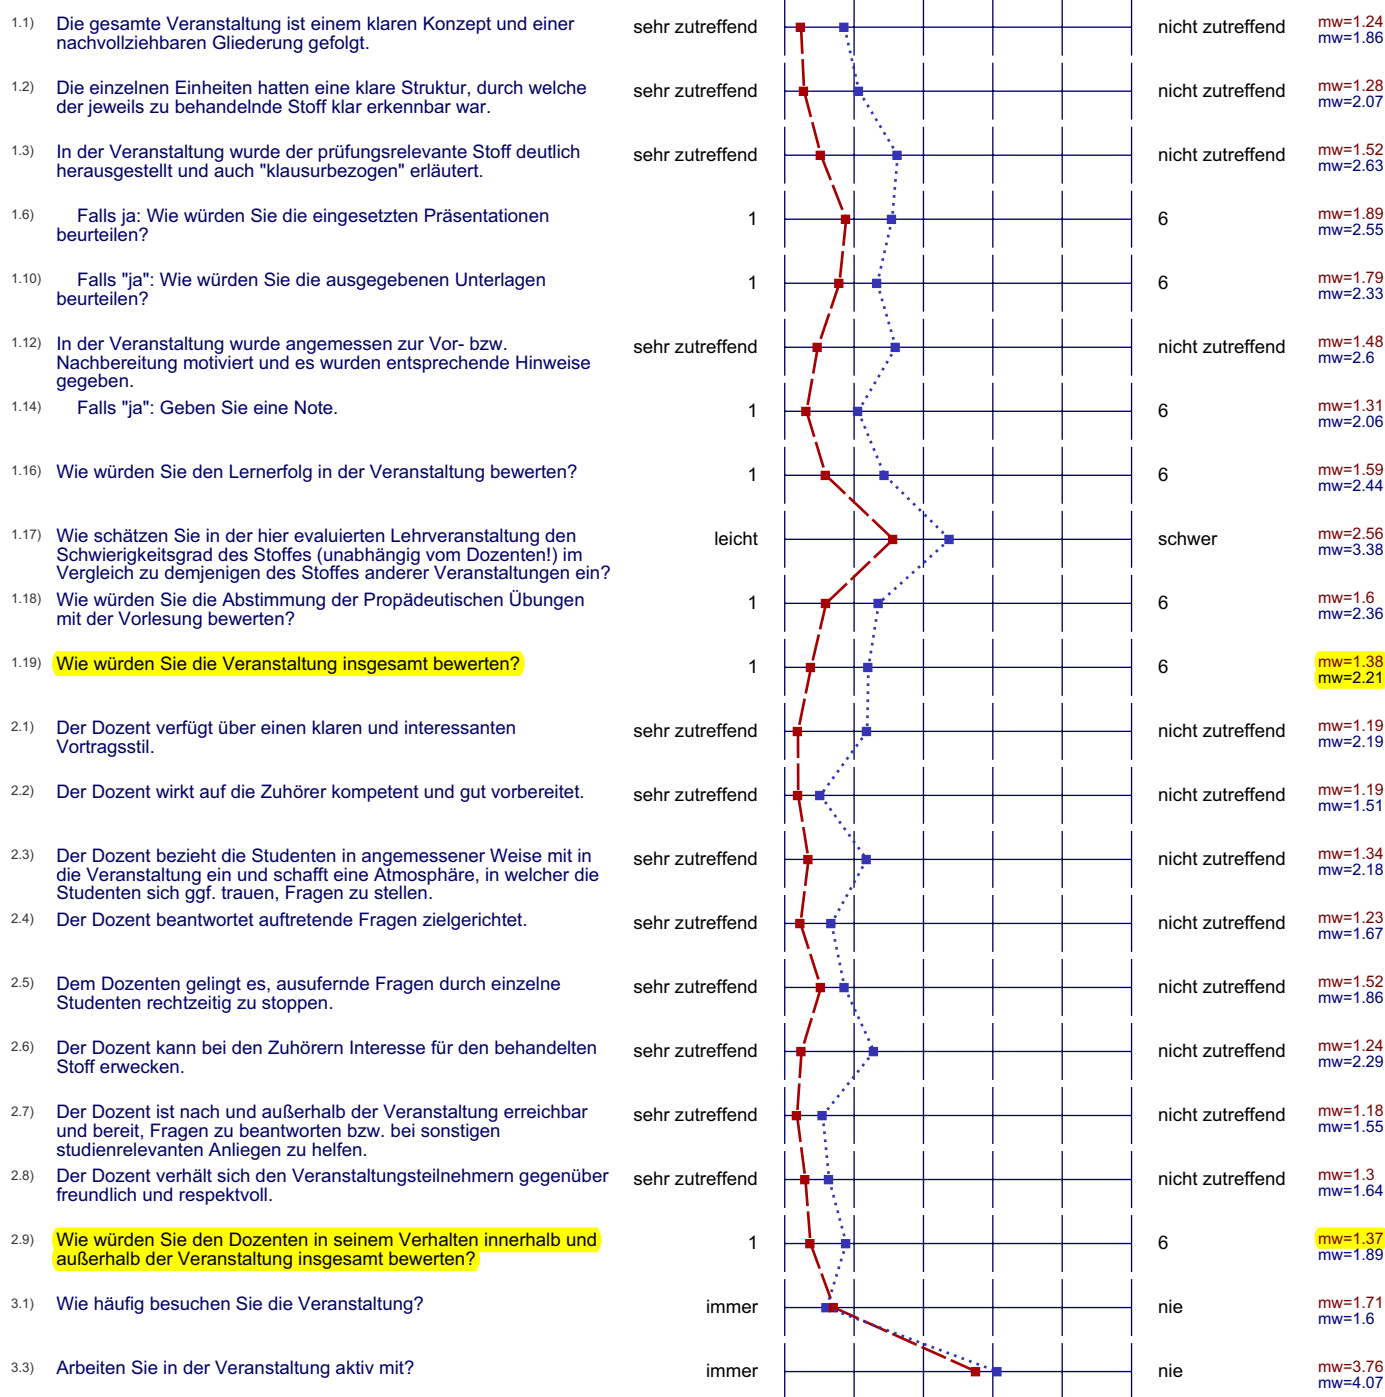 1.1) Die gesamte Veranstaltung ist einem klaren Konzept und einer
nachvollziehbaren Gliederung gefolgt.
sehr zutreffend
nicht zutreffend
mw=1.24
mw=1.86
1.2) Die einzelnen Einheiten hatten eine klare Struktur, durch welche
der jeweils zu behandelnde Stoff klar erkennbar war.
sehr zutreffend
nicht zutreffend
mw=1.28
mw=2.07
1.3) In der Veranstaltung wurde der prüfungsrelevante Stoff deutlich
herausgestellt und auch "klausurbezogen" erläutert.
sehr zutreffend
nicht zutreffend
mw=1.52
mw=2.63
1.6) Falls ja: Wie würden Sie die eingesetzten Präsentationen
beurteilen?
1
6
mw=1.89
mw=2.55
1.10) Falls "ja": Wie würden Sie die ausgegebenen Unterlagen
beurteilen?
1
6
mw=1.79
mw=2.33
1.12) In der Veranstaltung wurde angemessen zur Vor- bzw.
Nachbereitung motiviert und es wurden entsprechende Hinweise
gegeben.
sehr zutreffend
nicht zutreffend
mw=1.48
mw=2.6
1.14) Falls "ja": Geben Sie eine Note.
1
6
mw=1.31
mw=2.06
1.16) Wie würden Sie den Lernerfolg in der Veranstaltung bewerten?
1
6
mw=1.59
mw=2.44
1.17) Wie schätzen Sie in der hier evaluierten Lehrveranstaltung den
Schwierigkeitsgrad des Stoffes (unabhängig vom Dozenten!) im
Vergleich zu demjenigen des Stoffes anderer Veranstaltungen ein?
leicht
schwer
mw=2.56
mw=3.38
1.18) Wie würden Sie die Abstimmung der Propädeutischen Übungen
mit der Vorlesung bewerten?
1
6
mw=1.6
mw=2.36
1.19) Wie würden Sie die Veranstaltung insgesamt bewerten?
1
6
mw=1.38
mw=2.21
2.1) Der Dozent verfügt über einen klaren und interessanten
Vortragsstil.
sehr zutreffend
nicht zutreffend
mw=1.19
mw=2.19
2.2) Der Dozent wirkt auf die Zuhörer kompetent und gut vorbereitet.
sehr zutreffend
nicht zutreffend
mw=1.19
mw=1.51
2.3) Der Dozent bezieht die Studenten in angemessener Weise mit in
die Veranstaltung ein und schafft eine Atmosphäre, in welcher die
Studenten sich ggf. trauen, Fragen zu stellen.
sehr zutreffend
nicht zutreffend
mw=1.34
mw=2.18
2.4) Der Dozent beantwortet auftretende Fragen zielgerichtet.
sehr zutreffend
nicht zutreffend
mw=1.23
mw=1.67
2.5) Dem Dozenten gelingt es, ausufernde Fragen durch einzelne
Studenten rechtzeitig zu stoppen.
sehr zutreffend
nicht zutreffend
mw=1.52
mw=1.86
2.6) Der Dozent kann bei den Zuhörern Interesse für den behandelten
Stoff erwecken.
sehr zutreffend
nicht zutreffend
mw=1.24
mw=2.29
2.7) Der Dozent ist nach und außerhalb der Veranstaltung erreichbar
und bereit, Fragen zu beantworten bzw. bei sonstigen
studienrelevanten Anliegen zu helfen.
sehr zutreffend
nicht zutreffend
mw=1.18
mw=1.55
2.8) Der Dozent verhält sich den Veranstaltungsteilnehmern gegenüber
freundlich und respektvoll.
sehr zutreffend
nicht zutreffend
mw=1.3
mw=1.64
2.9) Wie würden Sie den Dozenten in seinem Verhalten innerhalb und
außerhalb der Veranstaltung insgesamt bewerten?
1
6
mw=1.37
mw=1.89
3.1) Wie häufig besuchen Sie die Veranstaltung?
immer
nie
mw=1.71
mw=1.6
3.3) Arbeiten Sie in der Veranstaltung aktiv mit?
immer
nie
mw=3.76
mw=4.07